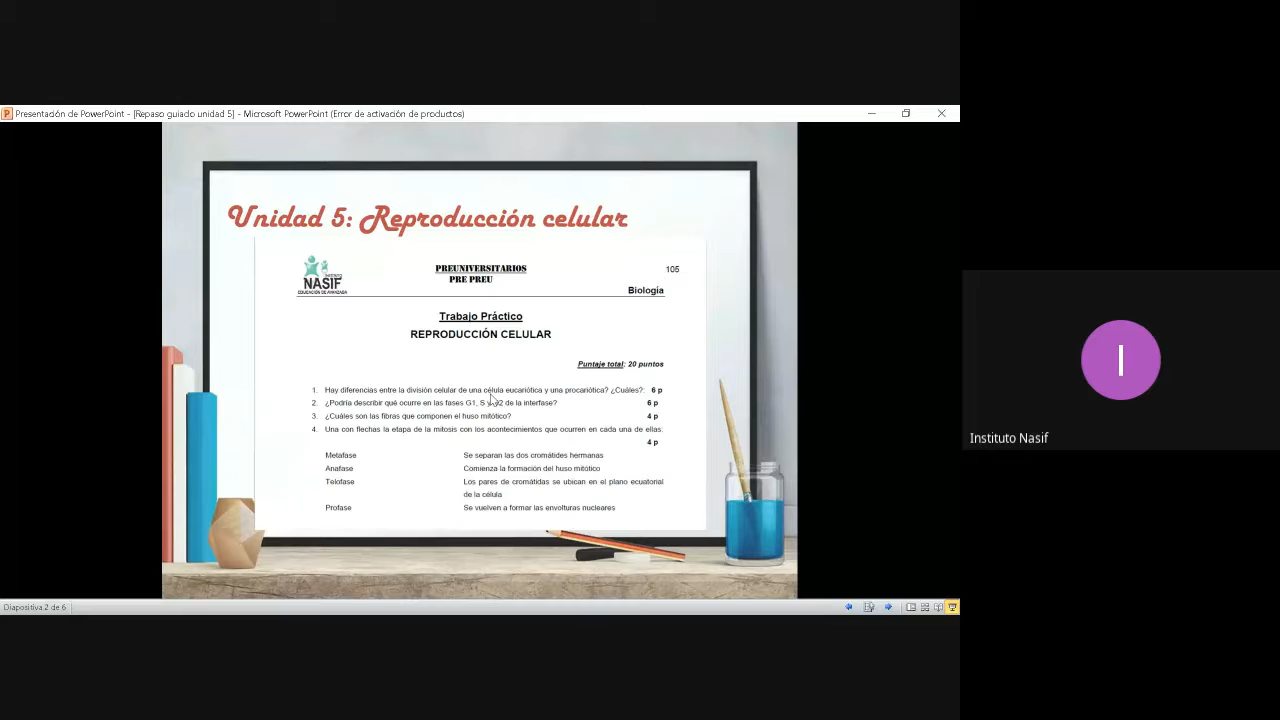 Presentación de PowerPoint - [Repaso guiado unidad 5] - Microsoft PowerPoint (Error de activación de productos)
Unidad 5: Reproducción celular
instituto
NASIF
EDUCACIÓN DE AVANZADA
PREUNIVERSITARIOS
PRE PREU
105
Biología
Trabajo Práctico
REPRODUCCIÓN CELULAR
Puntaje total: 20 puntos
1. Hay diferencias entre la división celular de una célula eucariótica y una procariótica? ¿Cuáles?: 6 p
2. ¿Podría describir qué ocurre en las fases G1, S y G2 de la interfase? 6 p
3. ¿Cuáles son las fibras que componen el huso mitótico? 4 p
4. Una con flechas la etapa de la mitosis con los acontecimientos que ocurren en cada una de ellas:
4 p
Metafase Se separan las dos cromátides hermanas
Anafase Comienza la formación del huso mitótico
Telofase Los pares de cromátidas se ubican en el plano ecuatorial
de la célula
Profase Se vuelven a formar las envolturas nucleares
Diapositiva 2 de 6
I
Instituto Nasif